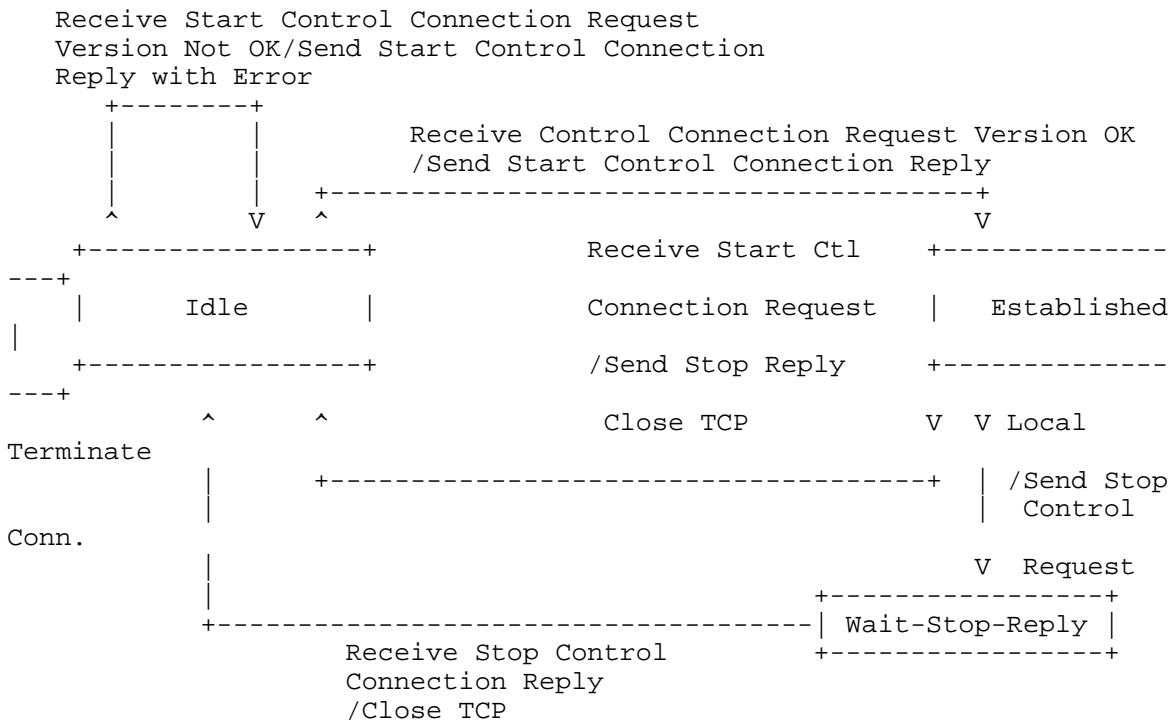 Receive Start Control Connection Request
Version Not OK/Send Start Control Connection
Reply with Error
Receive Control Connection Request Version OK
/Send Start Control Connection Reply
Receive Start Ctl
Idle Connection Request Established
/Send Stop Reply
Close TCP V V Local
Terminate
/Send Stop
Control
Conn.
V Request
Wait-Stop-Reply
Receive Stop Control
Connection Reply
/Close TCP